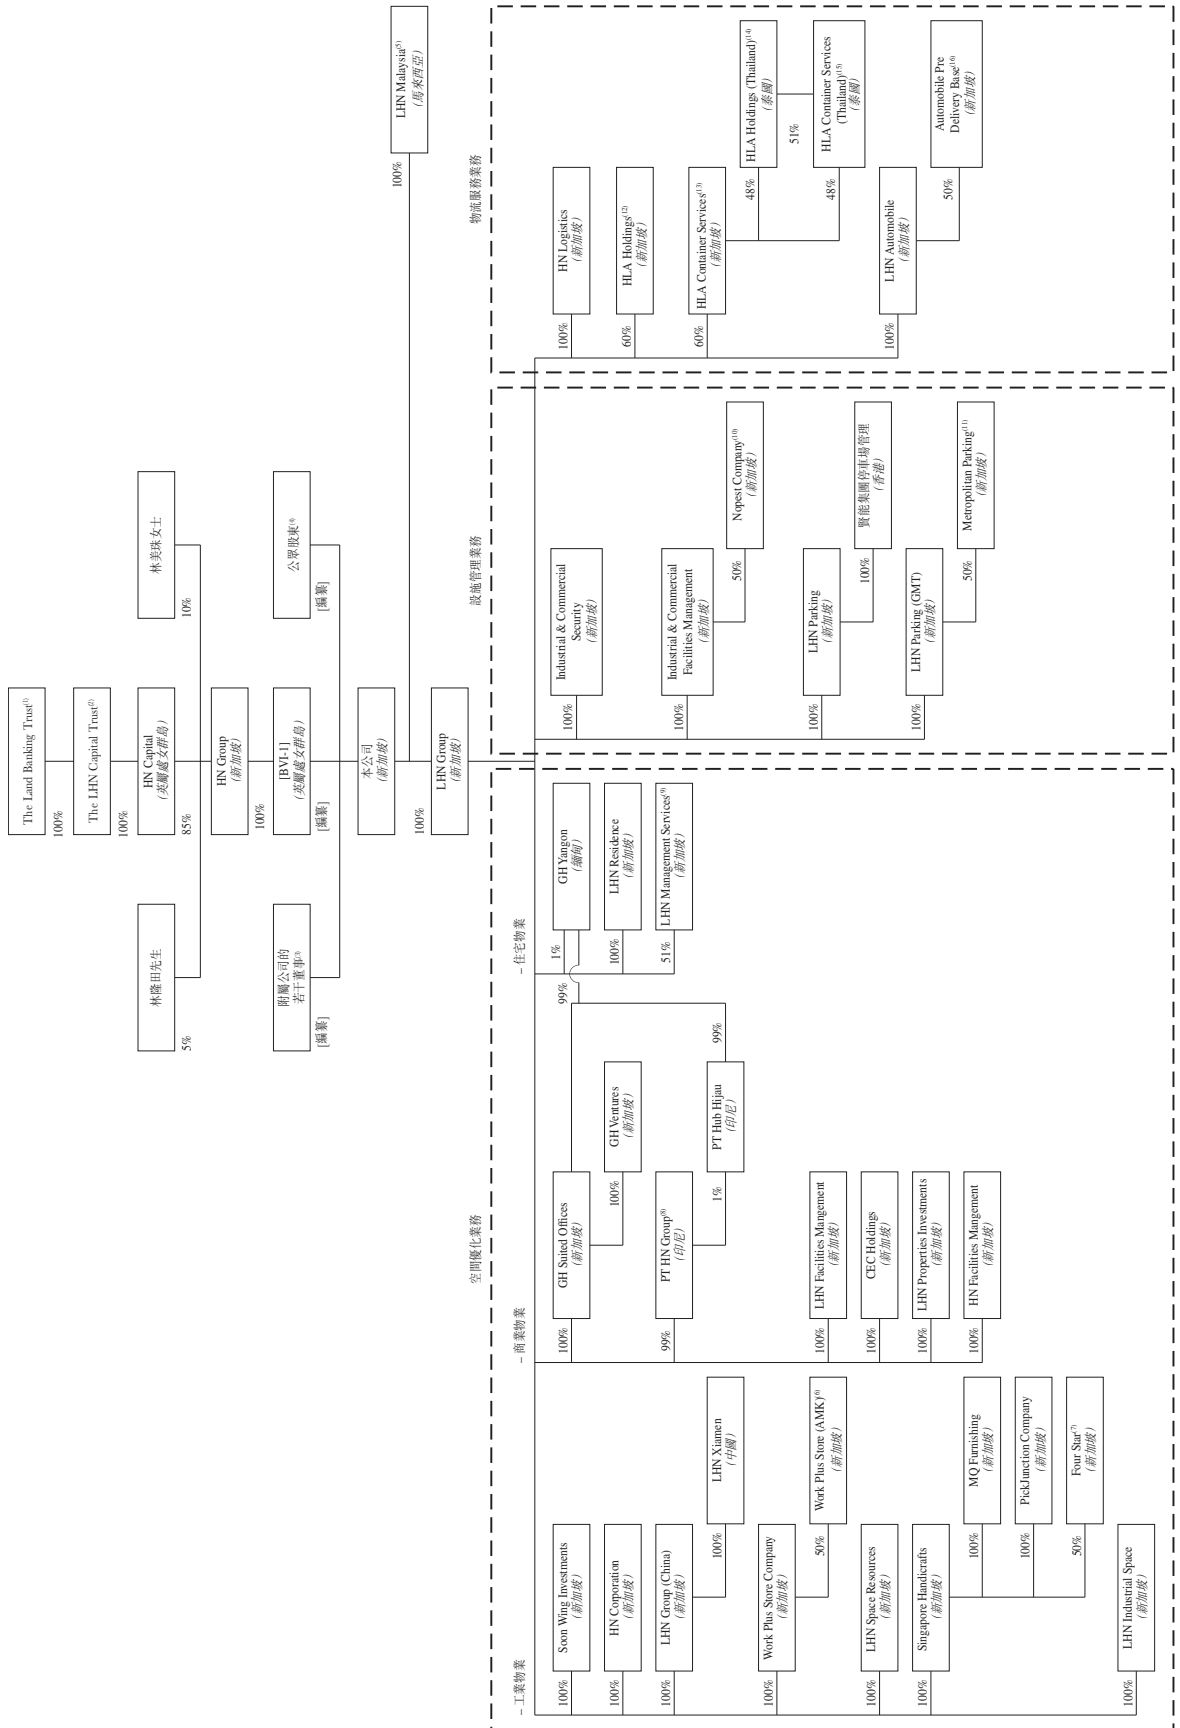 The Land Banking Trust(1)
100%
The LHN Capital Trust(2)
100%
林隆田先生
5%
HN Capital
(英屬處女群島)
85%
林美珠女士
10%
HN Group
(新加坡)
100%
附屬公司的
若干董事(3)
[編纂]
[BVI-1]
(英屬處女群島)
[編纂]
公眾股東(4)
[編纂]
本公司
(新加坡)
100%
LHN Group
(新加坡)
100%
LHN Malaysia(5)
(馬來西亞)
空間優化業務
– 工業物業
100%
Soon Wing Investments
(新加坡)
100%
HN Corporation
(新加坡)
100%
LHN Group (China)
(新加坡)
100%
LHN Xiamen
(中國)
100%
Work Plus Store Company
(新加坡)
50%
Work Plus Store (AMK)(6)
(新加坡)
100%
LHN Space Resources
(新加坡)
100%
Singapore Handicrafts
(新加坡)
100%
MQ Furnishing
(新加坡)
100%
PickJunction Company
(新加坡)
50%
Four Star(7)
(新加坡)
100%
LHN Industrial Space
(新加坡)
– 商業物業
100%
GH Suited Offices
(新加坡)
100%
GH Ventures
(新加坡)
99%
PT HN Group(8)
(印尼)
1%
PT Hub Hijau
(印尼)
99%
100%
LHN Facilities Mangement
(新加坡)
100%
CEC Holdings
(新加坡)
100%
LHN Properties Investments
(新加坡)
100%
HN Facilities Mangement
(新加坡)
– 住宅物業
99%
1%
GH Yangon
(緬甸)
100%
LHN Residence
(新加坡)
51%
LHN Management Services(9)
(新加坡)
設施管理業務
100%
Industrial & Commercial
Security
(新加坡)
100%
Industrial & Commercial
Facilities Management
(新加坡)
50%
Nopest Company(10)
(新加坡)
100%
LHN Parking
(新加坡)
100%
賢能集團停車場管理
(香港)
100%
LHN Parking (GMT)
(新加坡)
50%
Metropolitan Parking(11)
(新加坡)
物流服務業務
100%
HN Logistics
(新加坡)
60%
HLA Holdings(12)
(新加坡)
60%
HLA Container Services(13)
(新加坡)
48%
HLA Holdings (Thailand)(14)
(泰國)
51%
48%
HLA Container Services
(Thailand)(15)
(泰國)
100%
LHN Automobile
(新加坡)
50%
Automobile Pre
Delivery Base(16)
(新加坡)